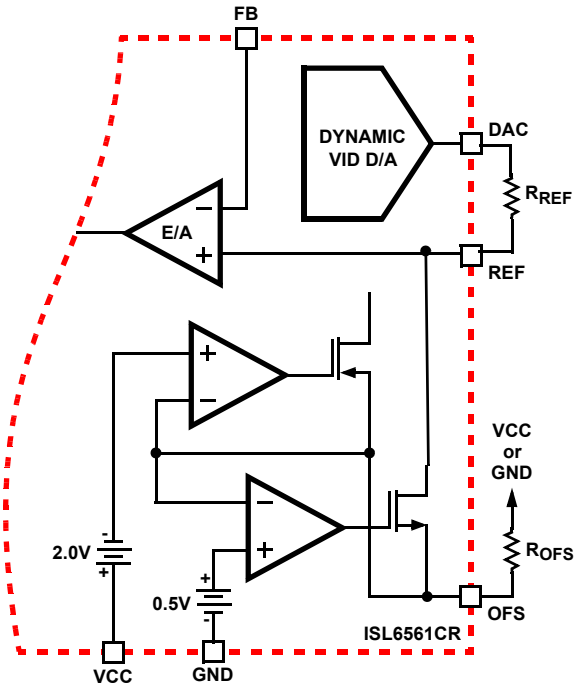 FB
DYNAMIC
VID D/A
DAC
RREF
REF
E/A
-
+
+
-
-
+
VCC
or
GND
ROFS
OFS
-
2.0V
+
+
0.5V
-
ISL6561CR
VCC
GND